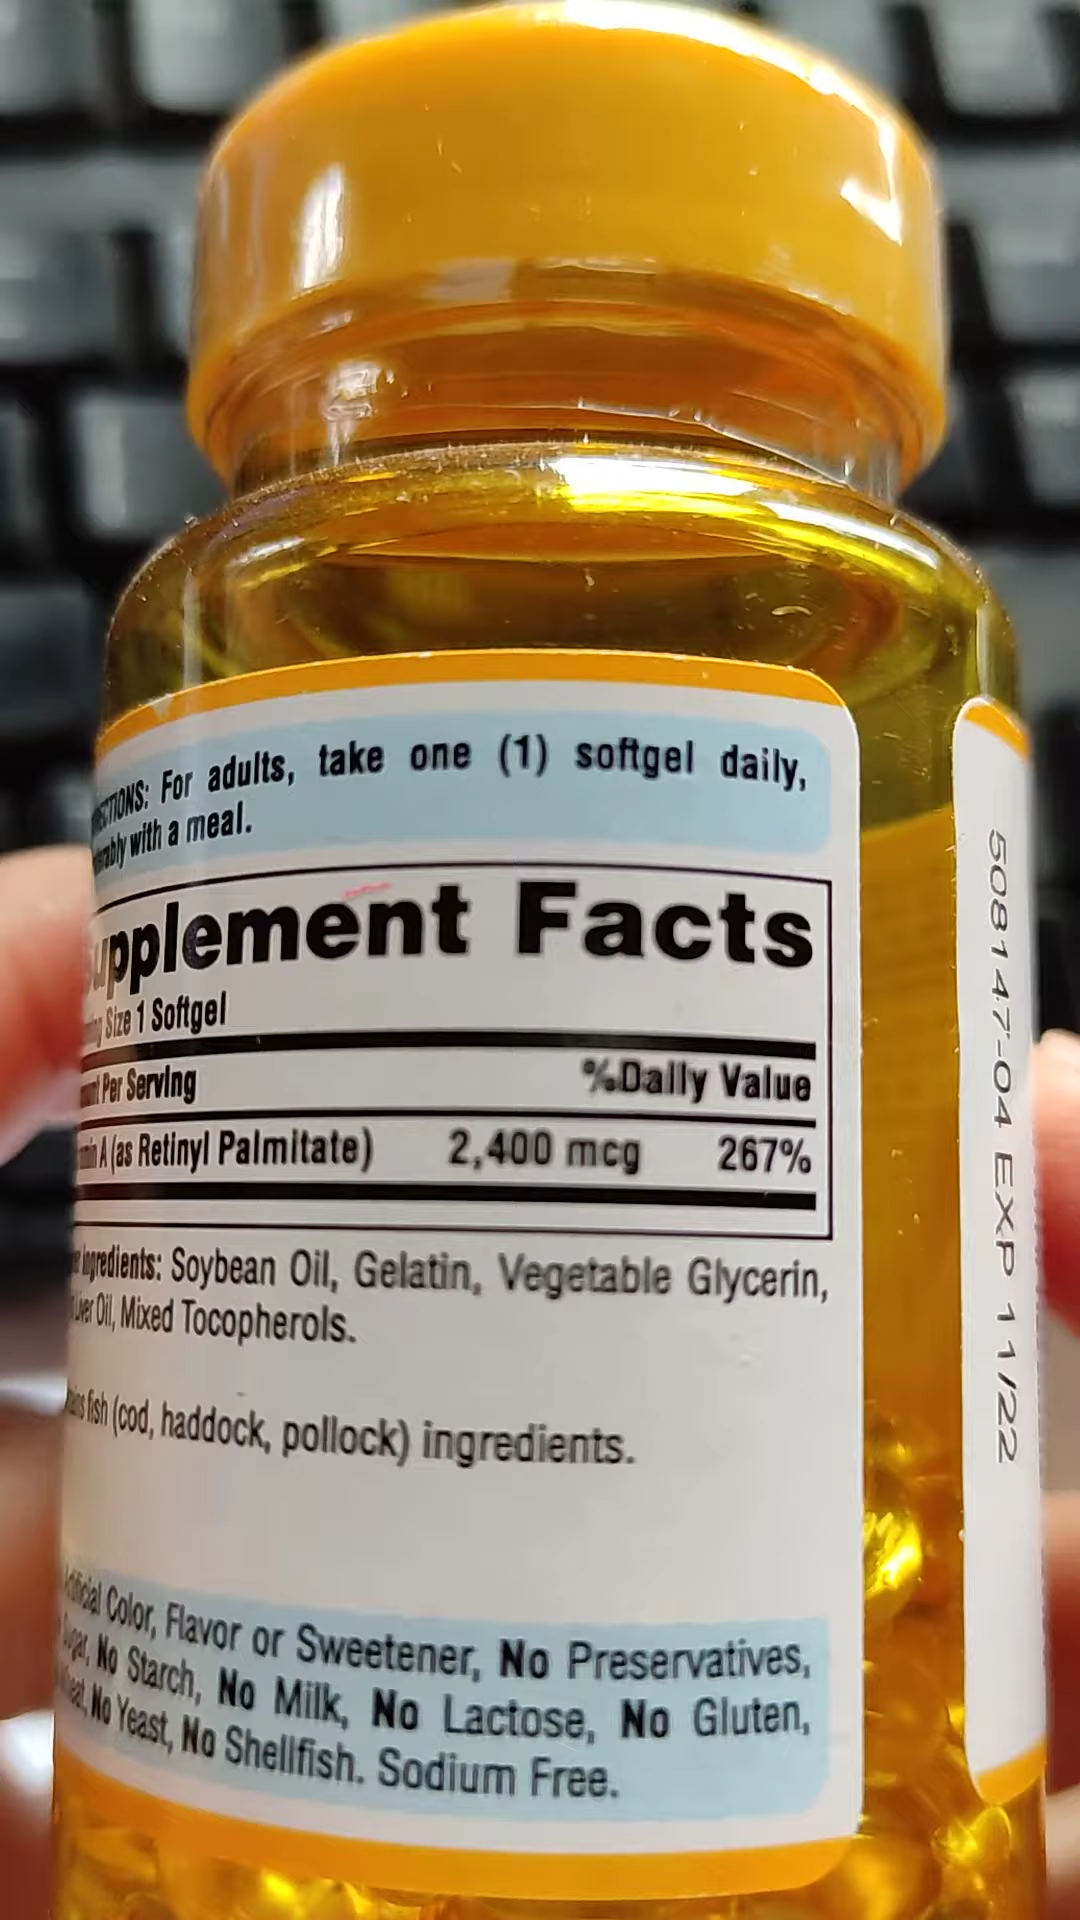 For adults, take one (1) softgel daily,
with a meal.
Supplement Facts
Size 1 Softgel
Per Serving %Daily Value
(as Retinyl Palmitate) 2,400 mcg 267%
Ingredients: Soybean Oil, Gelatin, Vegetable Glycerin,
Liver Oil, Mixed Tocopherols.
fish (cod, haddock, pollock) ingredients.
Artificial Color, Flavor or Sweetener, No Preservatives,
Sugar, No Starch, No Milk, No Lactose, No Gluten,
No Yeast, No Shellfish. Sodium Free.
508147-04 EXP 11/22